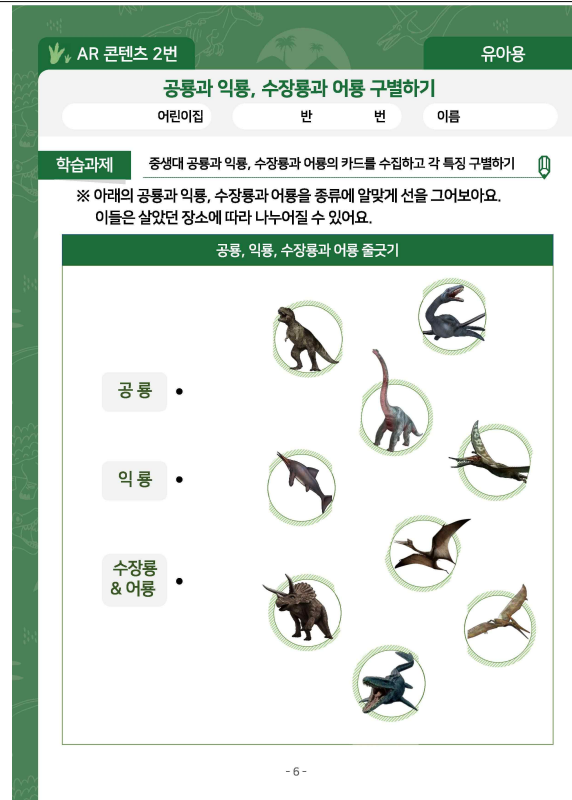 AR 콘텐츠 2번
유아용
공룡과 익룡, 수장룡과 어룡 구별하기
어린이집 반 번 이름
학습과제
중생대 공룡과 익룡, 수장룡과 어룡의 카드를 수집하고 각 특징 구별하기
※ 아래의 공룡과 익룡, 수장룡과 어룡을 종류에 알맞게 선을 그어보아요.
이들은 살았던 장소에 따라 나누어질 수 있어요.
공룡, 익룡, 수장룡과 어룡 줄긋기
공 룡
익 룡
수장룡
& 어룡
- 6 -